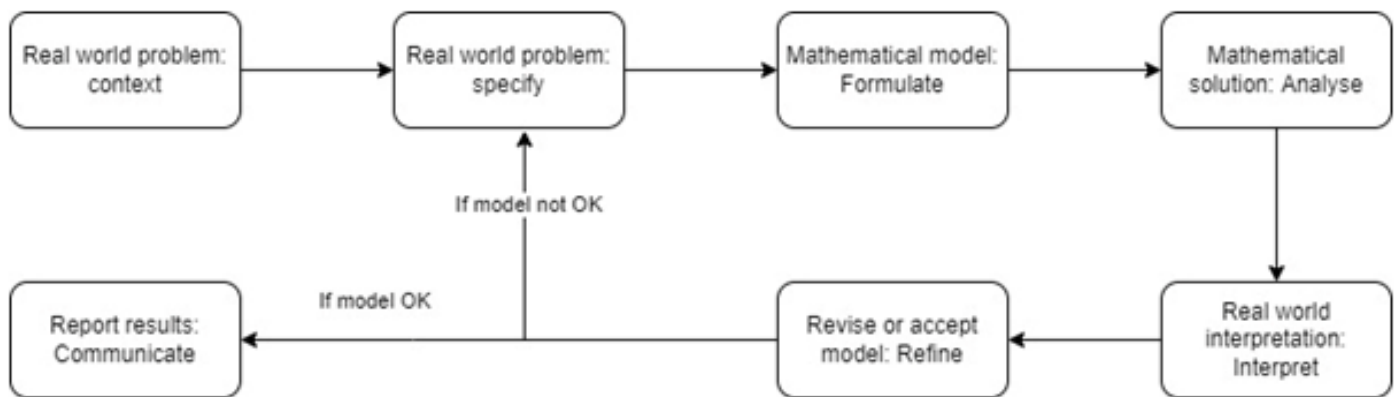 Real world problem:
context
Real world problem:
specify
Mathematical model:
Formulate
Mathematical
solution: Analyse
If model not OK
If model OK
Report results:
Communicate
Revise or accept
model: Refine
Real world
interpretation:
Interpret